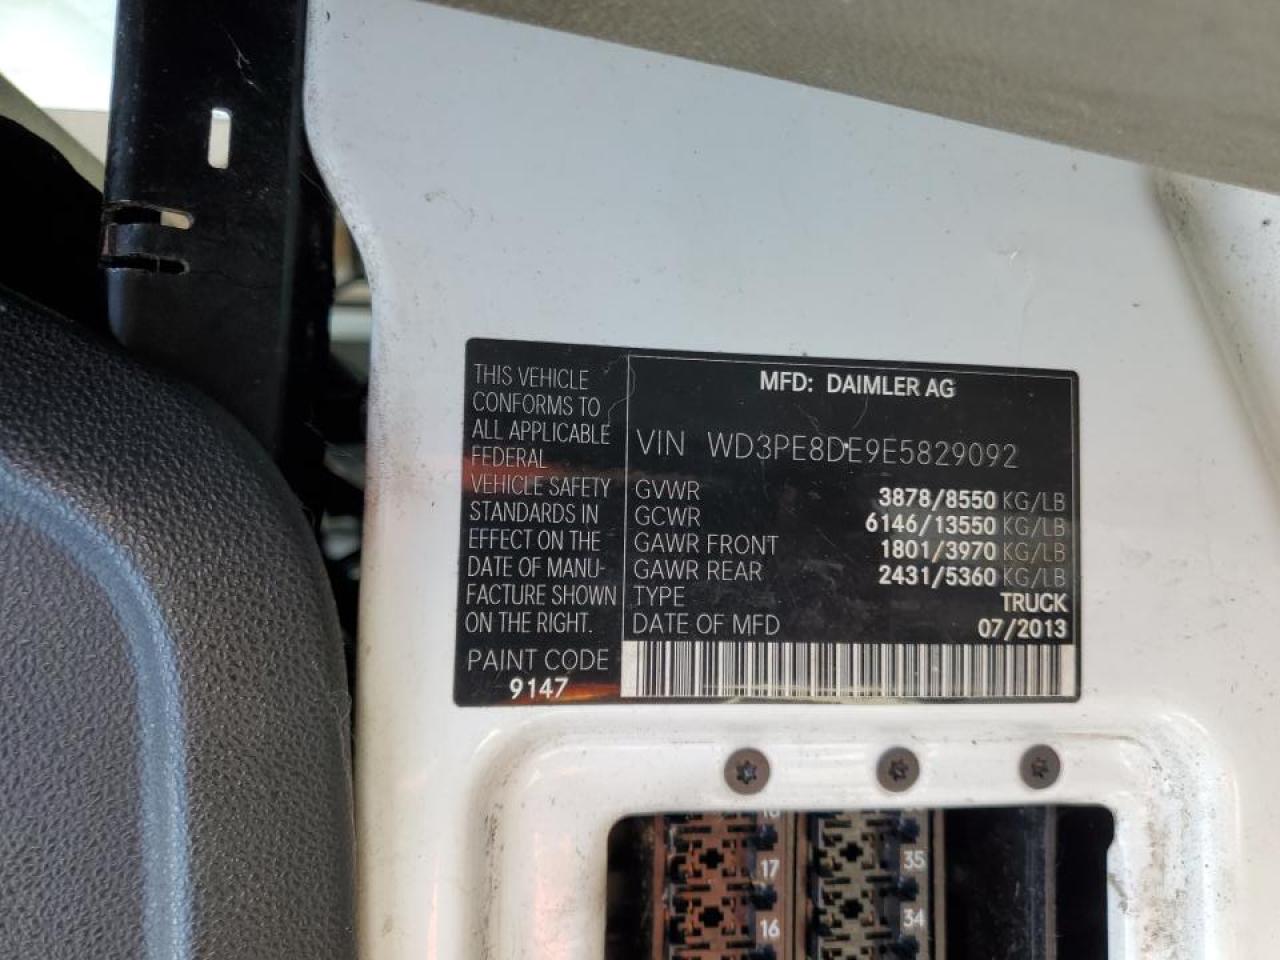 THIS VEHICLE
CONFORMS TO
ALL APPLICABLE
FEDERAL
VEHICLE SAFETY
STANDARDS IN
EFFECT ON THE
DATE OF MANU-
FACTURE SHOWN
ON THE RIGHT.
PAINT CODE
9147
MFD: DAIMLER AG
VIN WD3PE8DE9E5829092
GVWR 3878/8550 KG/LB
GCWR 6146/13550 KG/LB
GAWR FRONT 1801/3970 KG/LB
GAWR REAR 2431/5360 KG/LB
TYPE TRUCK
DATE OF MFD 07/2013
17 35
16 34